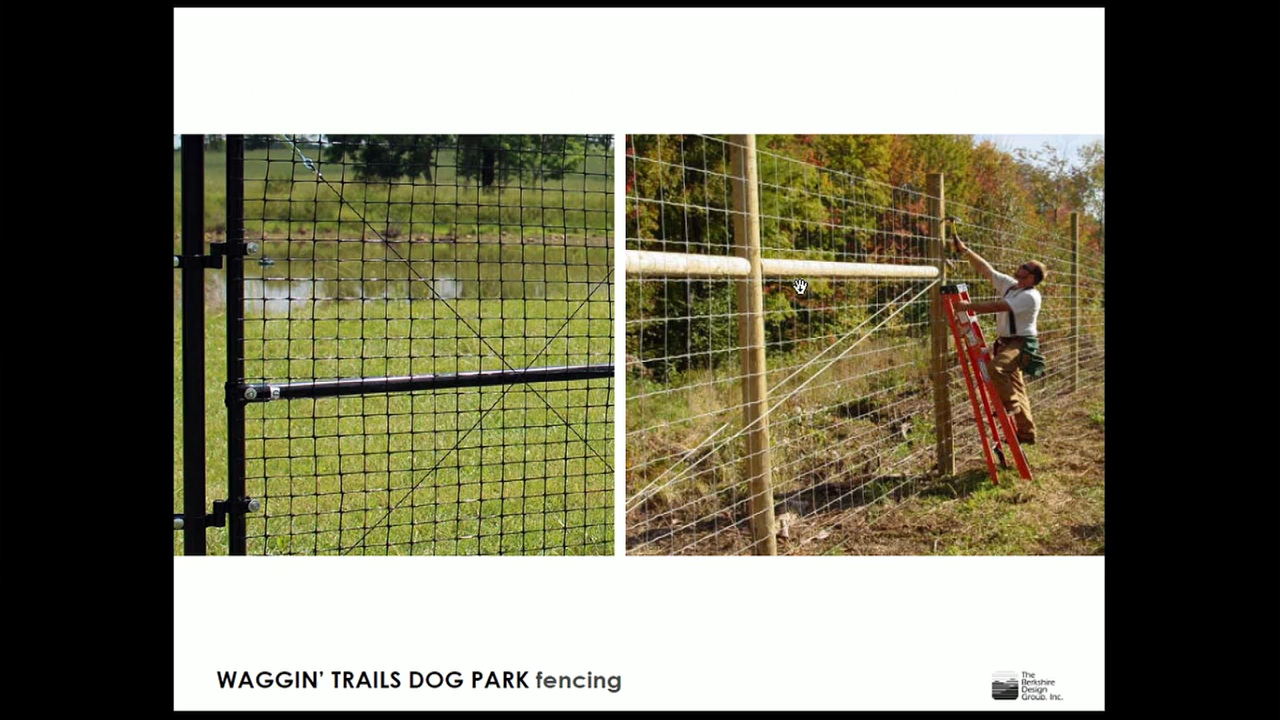 WAGGIN' TRAILS DOG PARK fencing
The
Berkshire
Design
Group, Inc.